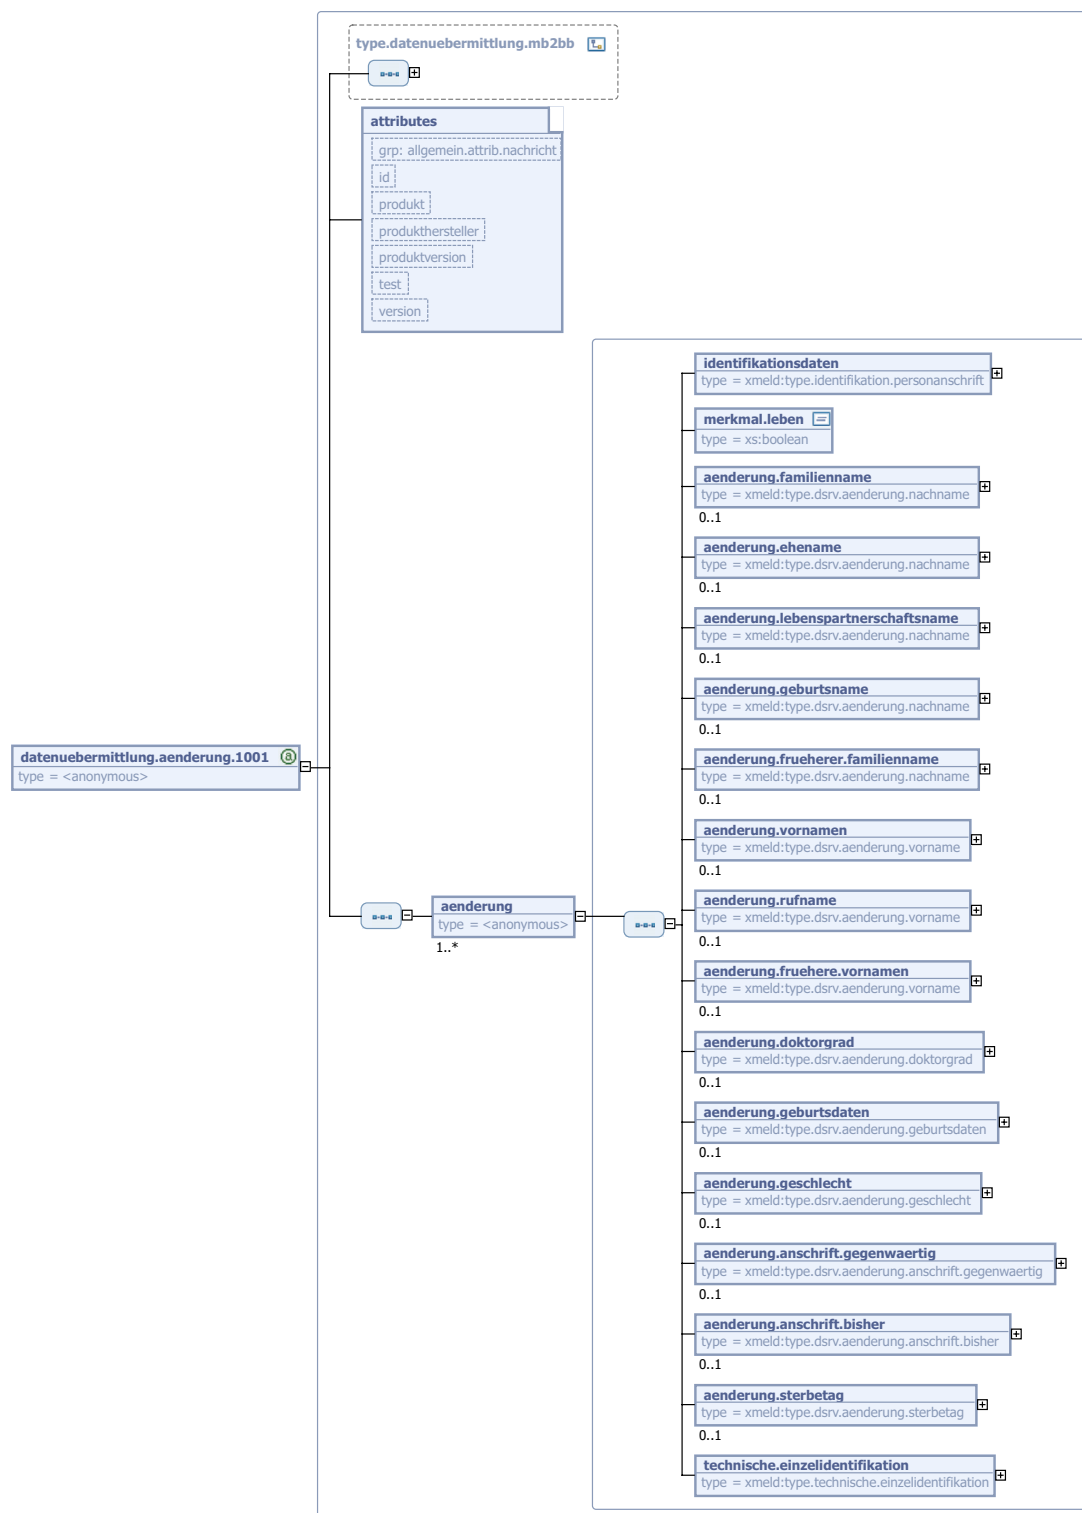 type.datenuebermittlung.mb2bb
attributes
grp: allgemein.attrib.nachricht
id
produkt
produkthersteller
produktversion
test
version
identifikationsdaten
type = xmeld:type.identifikation.personanschrift
merkmal.leben
type = xs:boolean
aenderung.familienname
type = xmeld:type.dsrv.aenderung.nachname
0..1
aenderung.ehename
type = xmeld:type.dsrv.aenderung.nachname
0..1
aenderung.lebenspartnerschaftsname
type = xmeld:type.dsrv.aenderung.nachname
0..1
aenderung.geburtsname
type = xmeld:type.dsrv.aenderung.nachname
0..1
datenuebermittlung.aenderung.1001 @
type = <anonymous>
aenderung.frueherer.familienname
type = xmeld:type.dsrv.aenderung.nachname
0..1
aenderung.vornamen
type = xmeld:type.dsrv.aenderung.vorname
0..1
aenderung
type = <anonymous>
1..*
aenderung.rufname
type = xmeld:type.dsrv.aenderung.vorname
0..1
aenderung.fruehere.vornamen
type = xmeld:type.dsrv.aenderung.vorname
0..1
aenderung.doktorgrad
type = xmeld:type.dsrv.aenderung.doktorgrad
0..1
aenderung.geburtsdaten
type = xmeld:type.dsrv.aenderung.geburtsdaten
0..1
aenderung.geschlecht
type = xmeld:type.dsrv.aenderung.geschlecht
0..1
aenderung.anschrift.gegenwaertig
type = xmeld:type.dsrv.aenderung.anschrift.gegenwaertig
0..1
aenderung.anschrift.bisher
type = xmeld:type.dsrv.aenderung.anschrift.bisher
0..1
aenderung.sterbetag
type = xmeld:type.dsrv.aenderung.sterbetag
0..1
technische.einzelidentifikation
type = xmeld:type.technische.einzelidentifikation